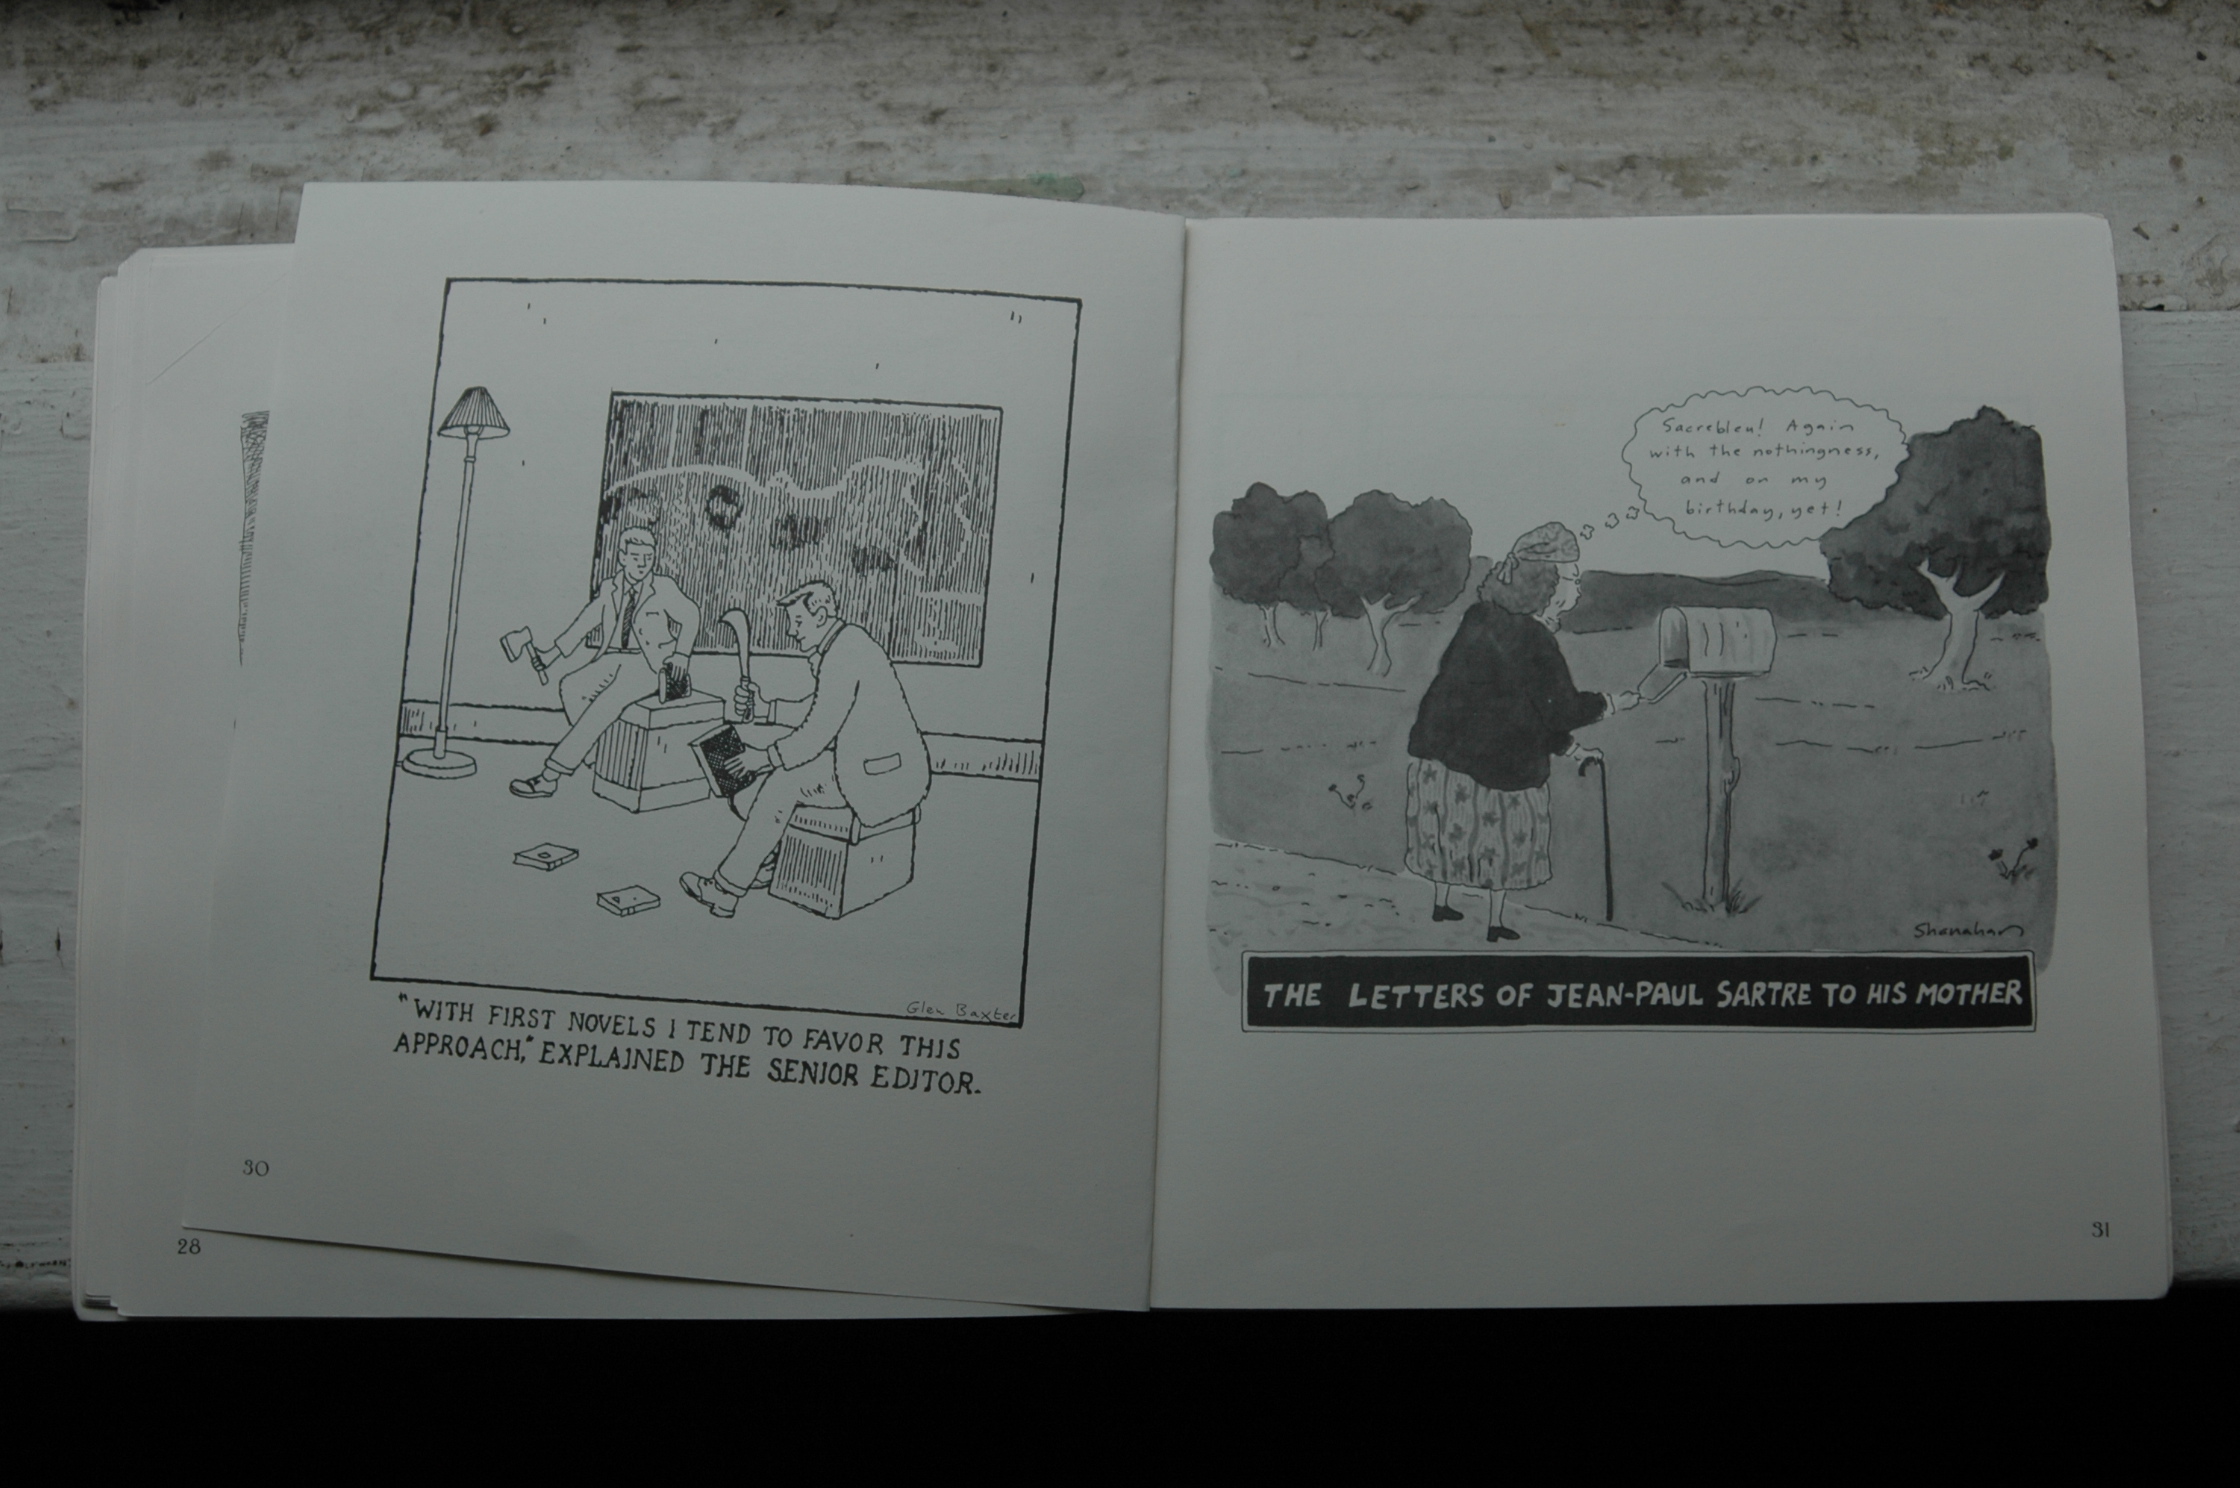 Glen Baxter
"WITH FIRST NOVELS I TEND TO FAVOR THIS
APPROACH," EXPLAINED THE SENIOR EDITOR.
30
28
Sacrebleu! Again
with the nothingness,
and on my
birthday, yet!
Shanahan
THE LETTERS OF JEAN-PAUL SARTRE TO HIS MOTHER
31